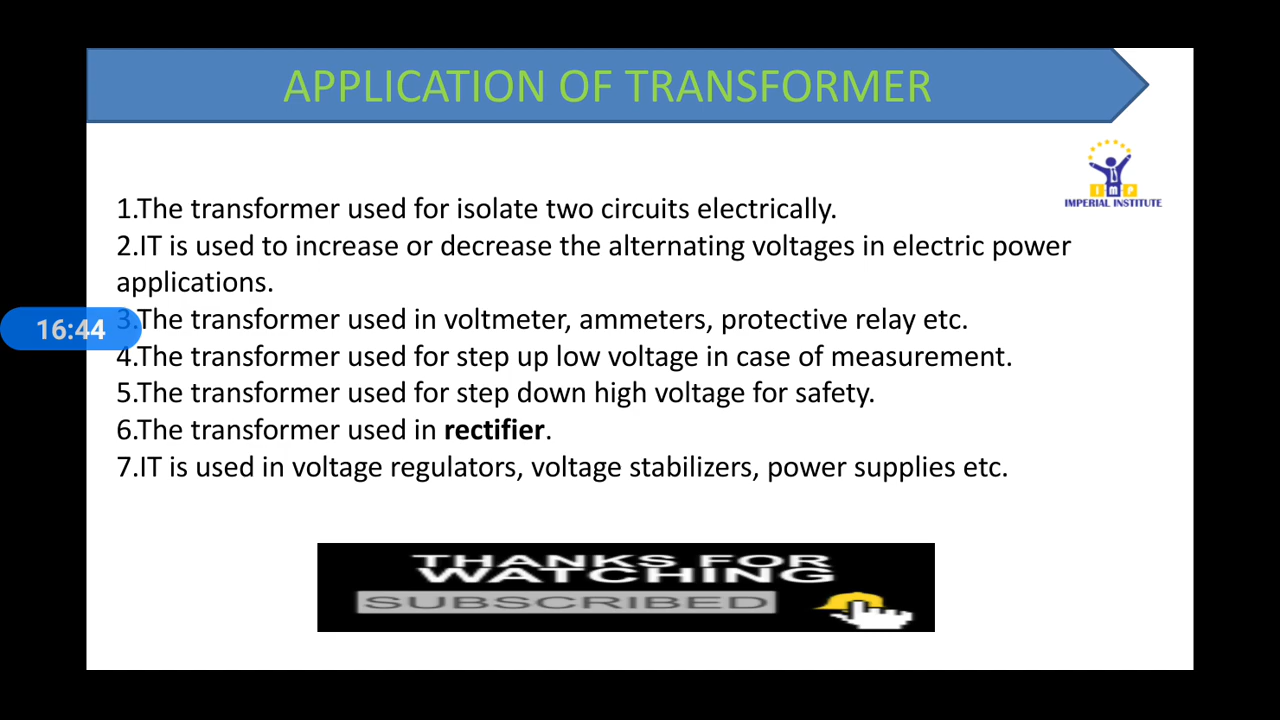 APPLICATION OF TRANSFORMER
IMP
IMPERIAL INSTITUTE
1.The transformer used for isolate two circuits electrically.
2.IT is used to increase or decrease the alternating voltages in electric power
applications.
16:44
3.The transformer used in voltmeter, ammeters, protective relay etc.
4.The transformer used for step up low voltage in case of measurement.
5.The transformer used for step down high voltage for safety.
6.The transformer used in rectifier.
7.IT is used in voltage regulators, voltage stabilizers, power supplies etc.
THANKS FOR
WATCHING
SUBSCRIBED